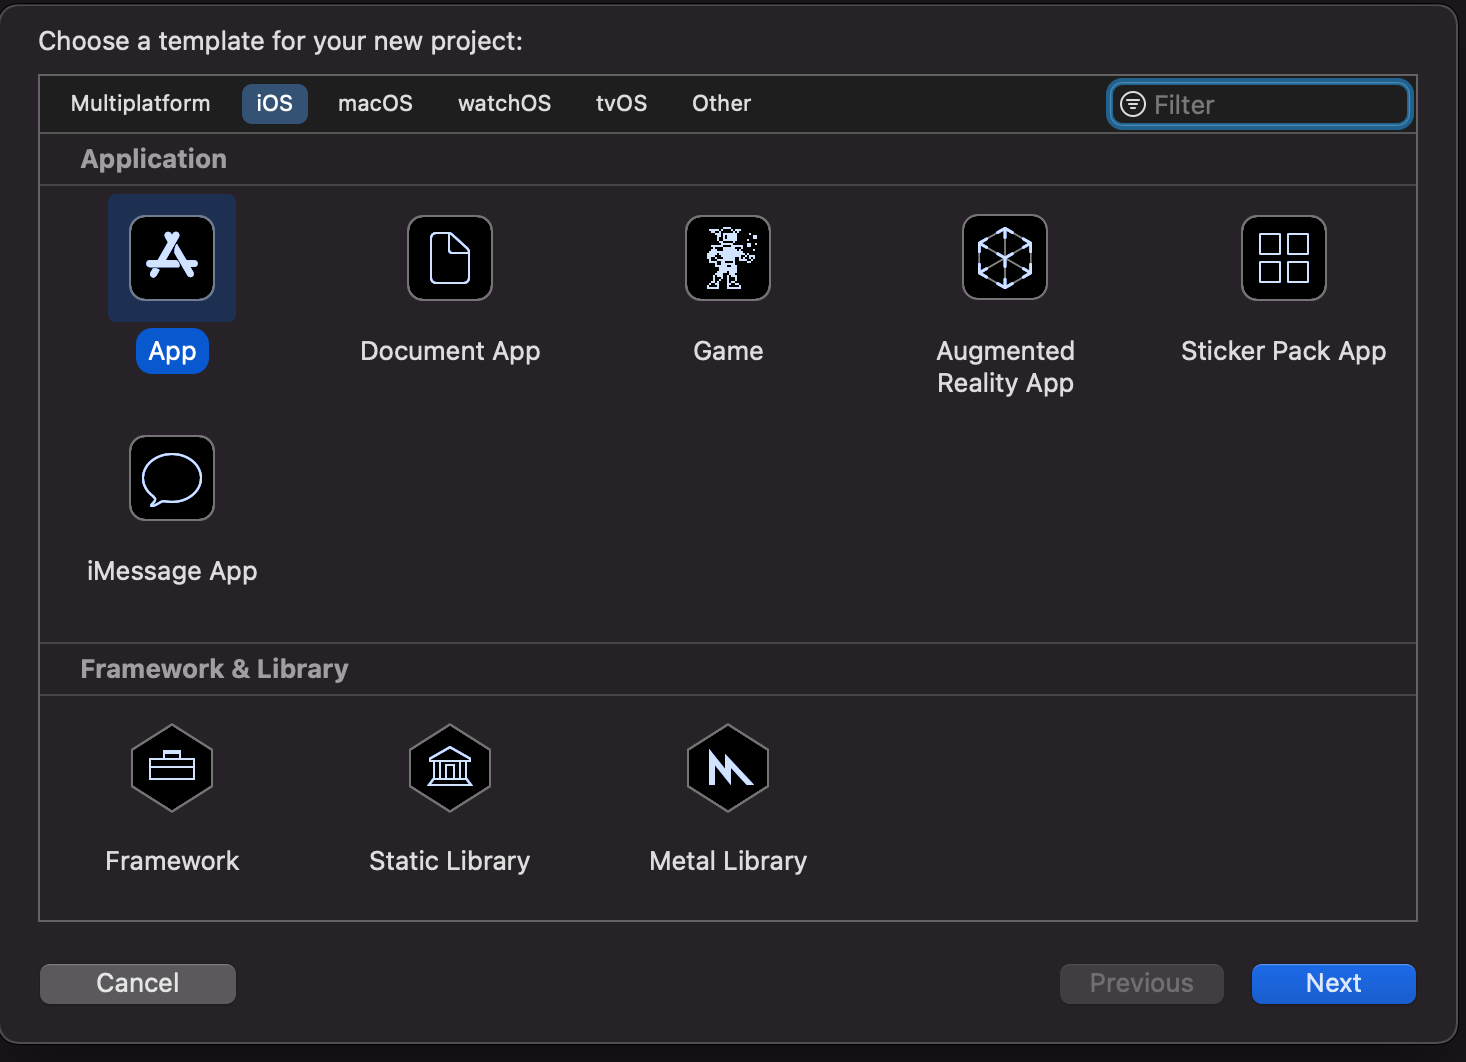 Choose a template for your new project:
Multiplatform iOS macOS watchOS tvOS Other Filter
Application
App Document App Game Augmented Reality App Sticker Pack App
iMessage App
Framework & Library
Framework Static Library Metal Library
Cancel Previous Next